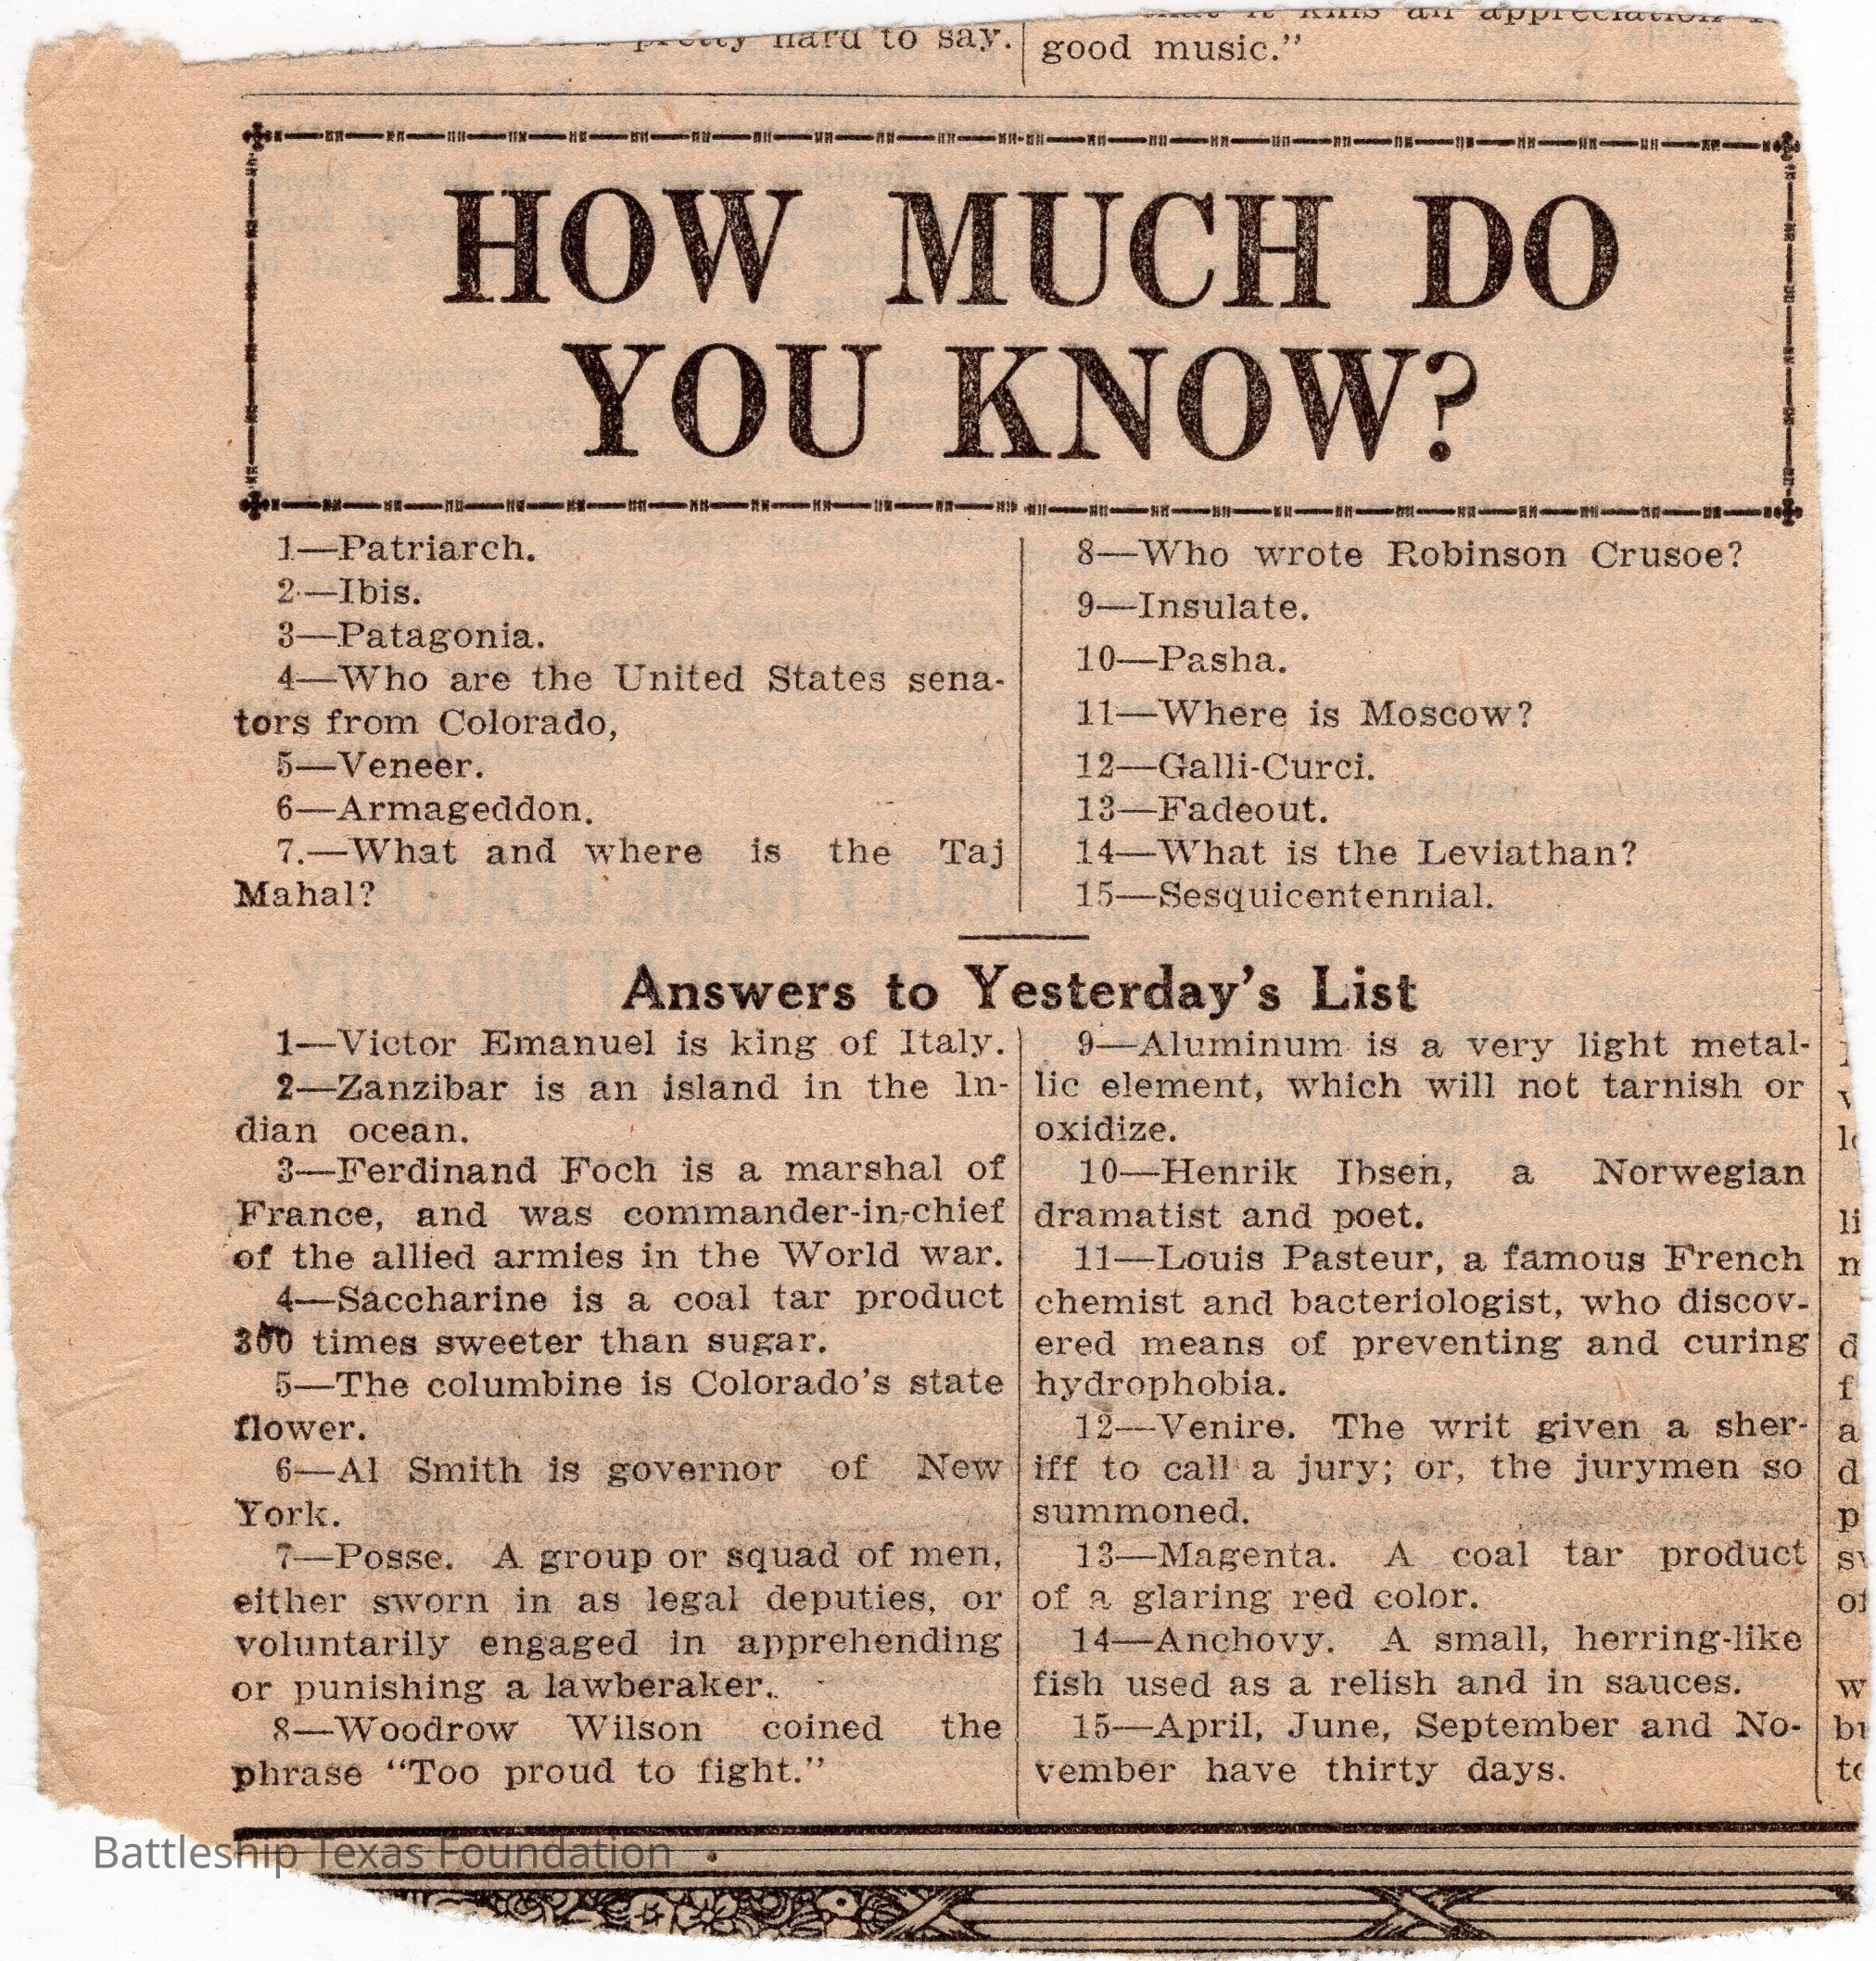 pretty hard to say.
that it kills an appreciation
good music."
HOW MUCH DO
YOU KNOW?
1—Patriarch.
2—Ibis.
3—Patagonia.
4—Who are the United States sena-
tors from Colorado,
5—Veneer.
6—Armageddon.
7.—What and where is the Taj
Mahal?
8—Who wrote Robinson Crusoe?
9—Insulate.
10—Pasha.
11—Where is Moscow?
12—Galli-Curci.
13—Fadeout.
14—What is the Leviathan?
15—Sesquicentennial.
Answers to Yesterday's List
1—Victor Emanuel is king of Italy.
2—Zanzibar is an island in the In-
dian ocean.
3—Ferdinand Foch is a marshal of
France, and was commander-in-chief
of the allied armies in the World war.
4—Saccharine is a coal tar product
300 times sweeter than sugar.
5—The columbine is Colorado's state
flower.
6—Al Smith is governor of New
York.
7—Posse. A group or squad of men,
either sworn in as legal deputies, or
voluntarily engaged in apprehending
or punishing a lawberaker.
8—Woodrow Wilson coined the
phrase "Too proud to fight."
9—Aluminum is a very light metal-
lic element, which will not tarnish or
oxidize.
10—Henrik Ibsen, a Norwegian
dramatist and poet.
11—Louis Pasteur, a famous French
chemist and bacteriologist, who discov-
ered means of preventing and curing
hydrophobia.
12—Venire. The writ given a sher-
iff to call a jury; or, the jurymen so
summoned.
13—Magenta. A coal tar product
of a glaring red color.
14—Anchovy. A small, herring-like
fish used as a relish and in sauces.
15—April, June, September and No-
vember have thirty days.
Battleship Texas Foundation